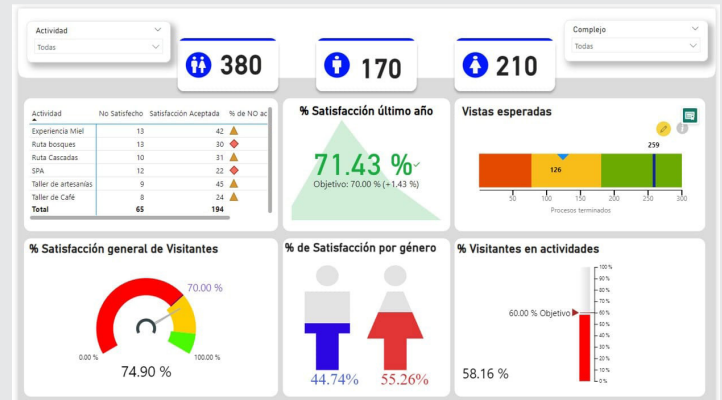 Actividad
Todas
380
170
210
Complejo
Todas
Actividad No Satisfecho Satisfacción Aceptada % de NO ac
Experiencia Miel 13 42
Ruta bosques 13 30
Ruta Cascadas 10 31
SPA 12 22
Taller de artesanías 9 45
Taller de Café 8 24
Total 65 194
% Satisfacción último año
71.43 %
Objetivo: 70.00 % (+1.43 %)
Vistas esperadas
259
126
50 100 150 200 250 300
Procesos terminados
% Satisfacción general de Visitantes
70.00 %
0.00 % 100.00 %
74.90 %
% de Satisfacción por género
44.74% 55.26%
% Visitantes en actividades
100 %
90 %
80 %
70 %
60.00 % Objetivo 60 %
50 %
40 %
30 %
20 %
10 %
0 %
58.16 %